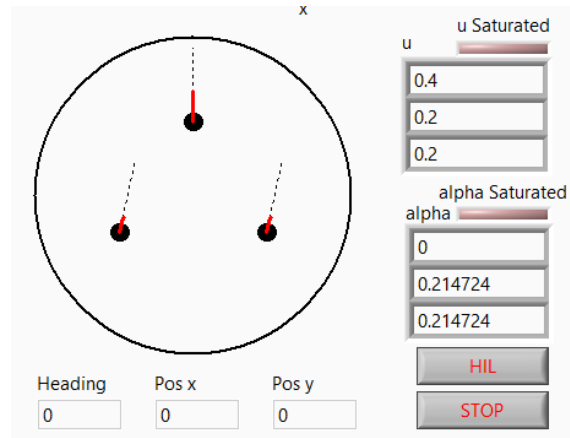 x
u Saturated
u
0.4
0.2
0.2
alpha Saturated
alpha
0
0.214724
0.214724
HIL
STOP
Heading Pos x Pos y
0 0 0